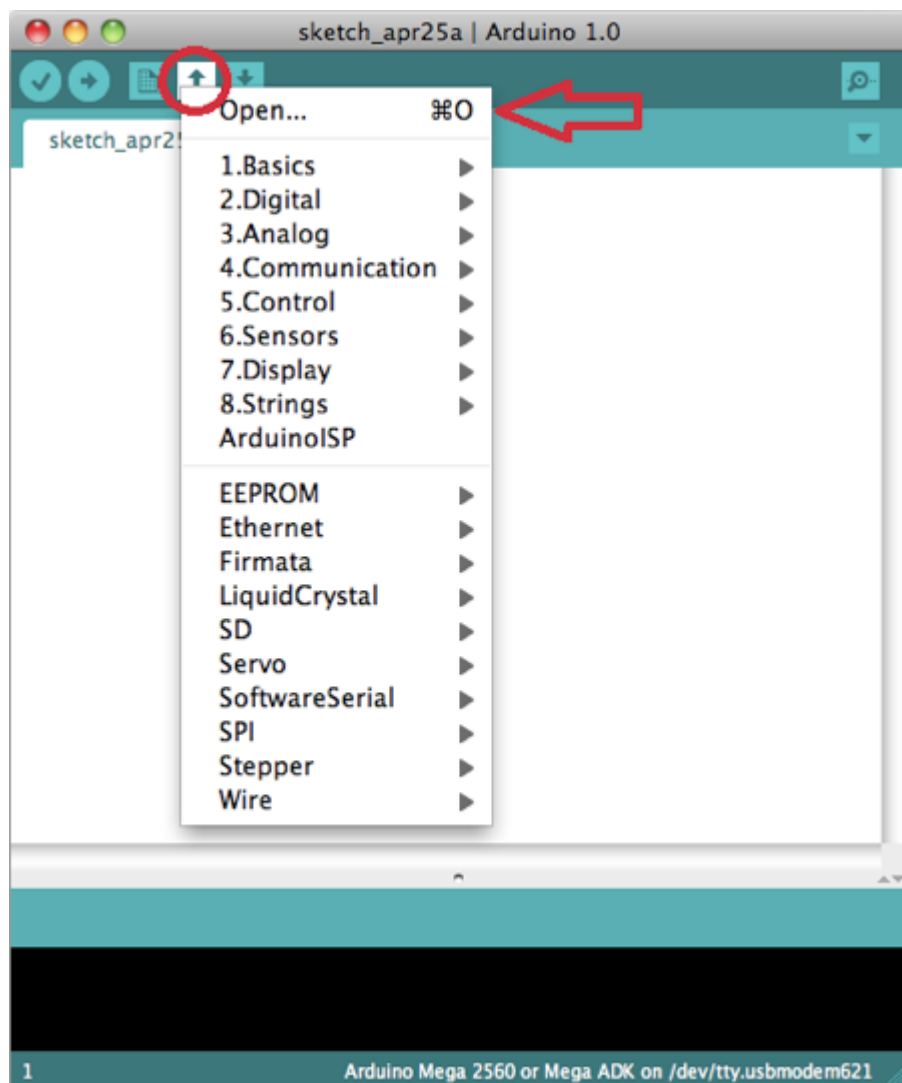 sketch_apr25a | Arduino 1.0
Open... ⌘O
sketch_apr25
1.Basics
2.Digital
3.Analog
4.Communication
5.Control
6.Sensors
7.Display
8.Strings
ArduinoISP
EEPROM
Ethernet
Firmata
LiquidCrystal
SD
Servo
SoftwareSerial
SPI
Stepper
Wire
1 Arduino Mega 2560 or Mega ADK on /dev/tty.usbmodem621